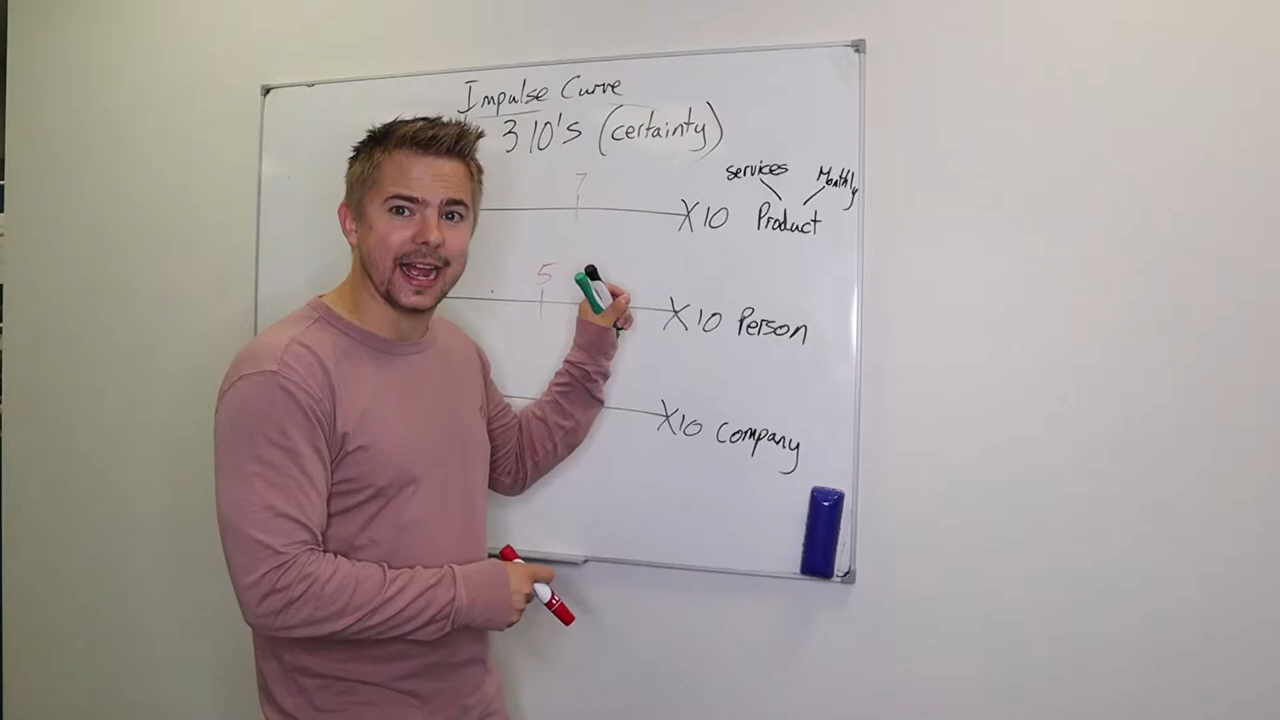 Impulse Curve
3 10's (certainty)
services Monthly
7
X10 Product
5
X10 Person
X10 Company